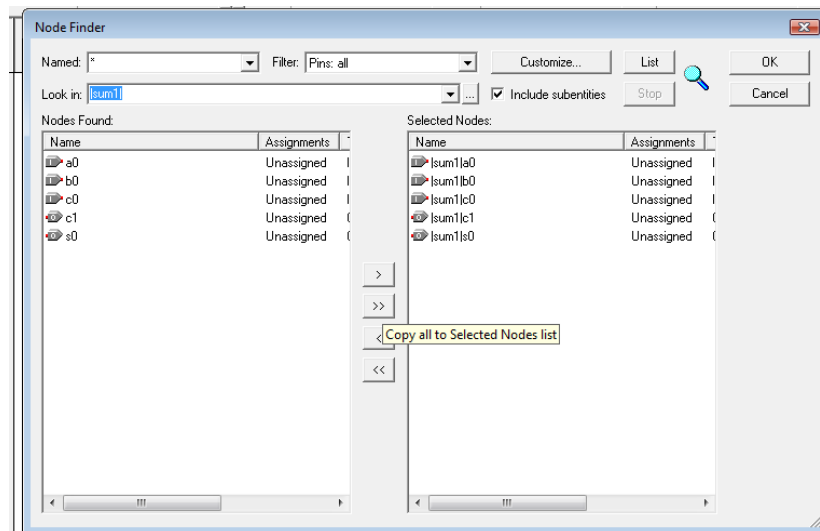 Node Finder
Named: * Filter: Pins: all Customize... List OK
Look in: |sum1| ... Include subentities Stop Cancel
Nodes Found: Selected Nodes:
Name Assignments Name Assignments
a0 Unassigned |sum1|a0 Unassigned
b0 Unassigned |sum1|b0 Unassigned
c0 Unassigned |sum1|c0 Unassigned
c1 Unassigned |sum1|c1 Unassigned
s0 Unassigned |sum1|s0 Unassigned
>
>>
Copy all to Selected Nodes list
<
<<